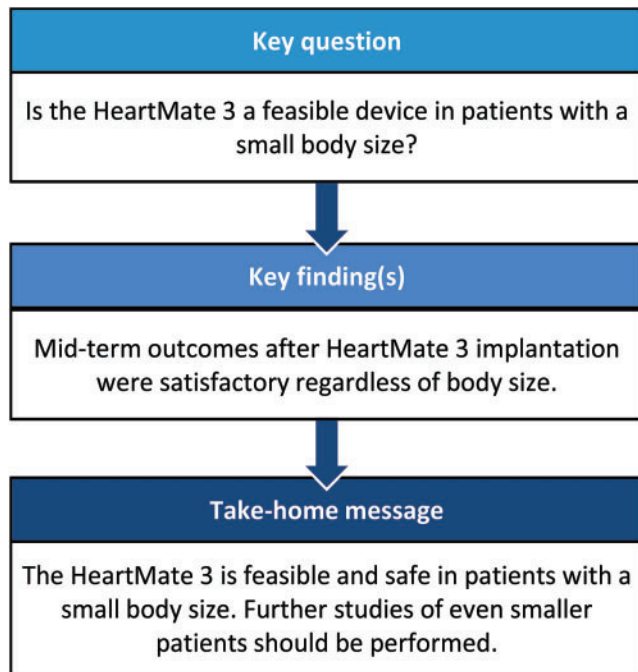 Key question
Is the HeartMate 3 a feasible device in patients with a
small body size?
Key finding(s)
Mid-term outcomes after HeartMate 3 implantation
were satisfactory regardless of body size.
Take-home message
The HeartMate 3 is feasible and safe in patients with a
small body size. Further studies of even smaller
patients should be performed.